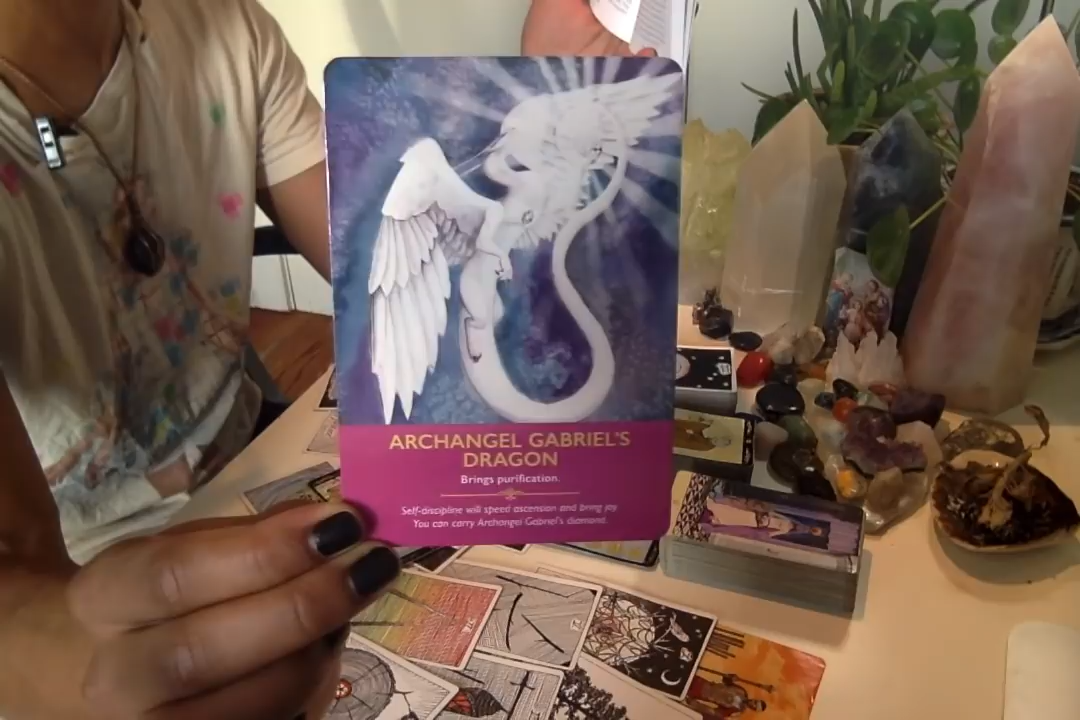 ARCHANGEL GABRIEL'S
DRAGON
Brings purification.
Self-discipline will speed ascension and bring joy
You can carry Archangel Gabriel's diamond.